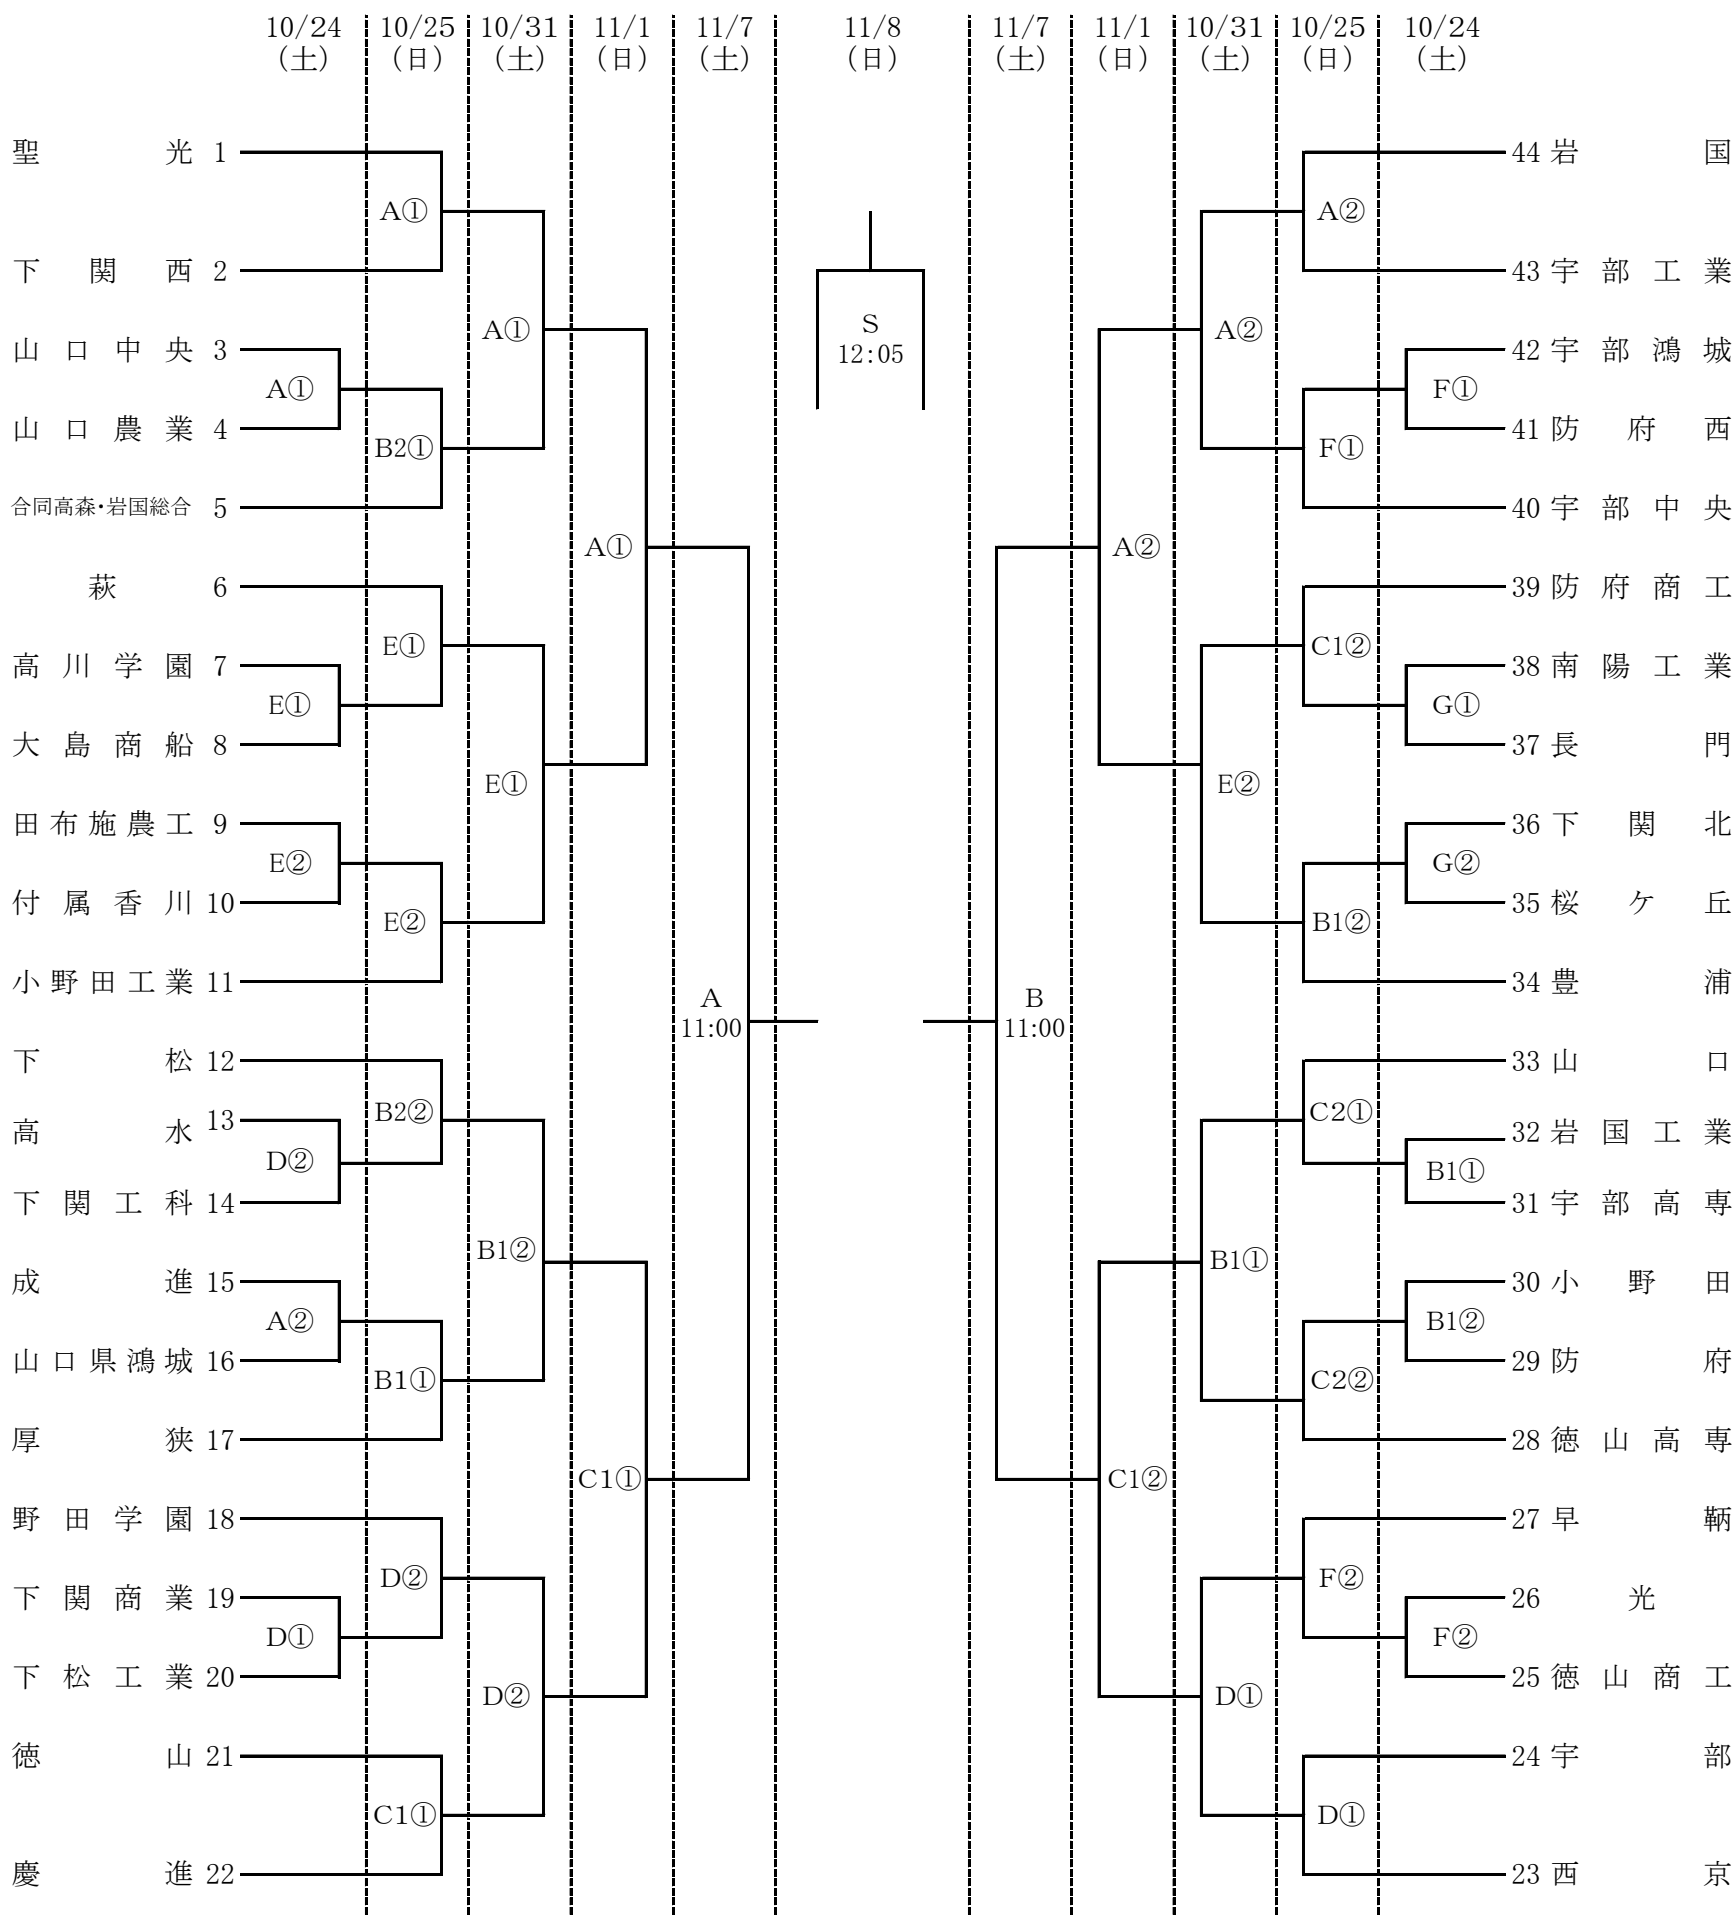 10/24 10/25 10/31 11/1 11/7 11/8 11/7 11/1 10/31 10/25 10/24
(土) (日) (土) (日) (土) (日) (土) (日) (土) (日) (土)
聖光 1 44 岩国
A① A②
下関西 2 43 宇部工業
S
A① A②
山口中央 3 12:05 42 宇部鴻城
A① F①
山口農業 4 41 防府西
B2① F①
合同高森・岩国総合 5 40 宇部中央
A① A②
萩 6 39 防府商工
E① C1②
高川学園 7 38 南陽工業
E① G①
大島商船 8 37 長門
E① E②
田布施農工 9 36 下関北
E② G②
付属香川 10 35 桜ケ丘
E② B1②
小野田工業 11 34 豊浦
A B
11:00 11:00
下松 12 33 山口
B2② C2①
高水 13 32 岩国工業
D② B1①
下関工科 14 31 宇部高専
B1② B1①
成進 15 30 小野田
A② B1②
山口県鴻城 16 29 防府
B1① C2②
厚狭 17 28 徳山高専
C1① C1②
野田学園 18 27 早鞆
D② F②
下関商業 19 26 光
D① F②
下松工業 20 25 徳山商工
D② D①
徳山 21 24 宇部
C1① D①
慶進 22 23 西京